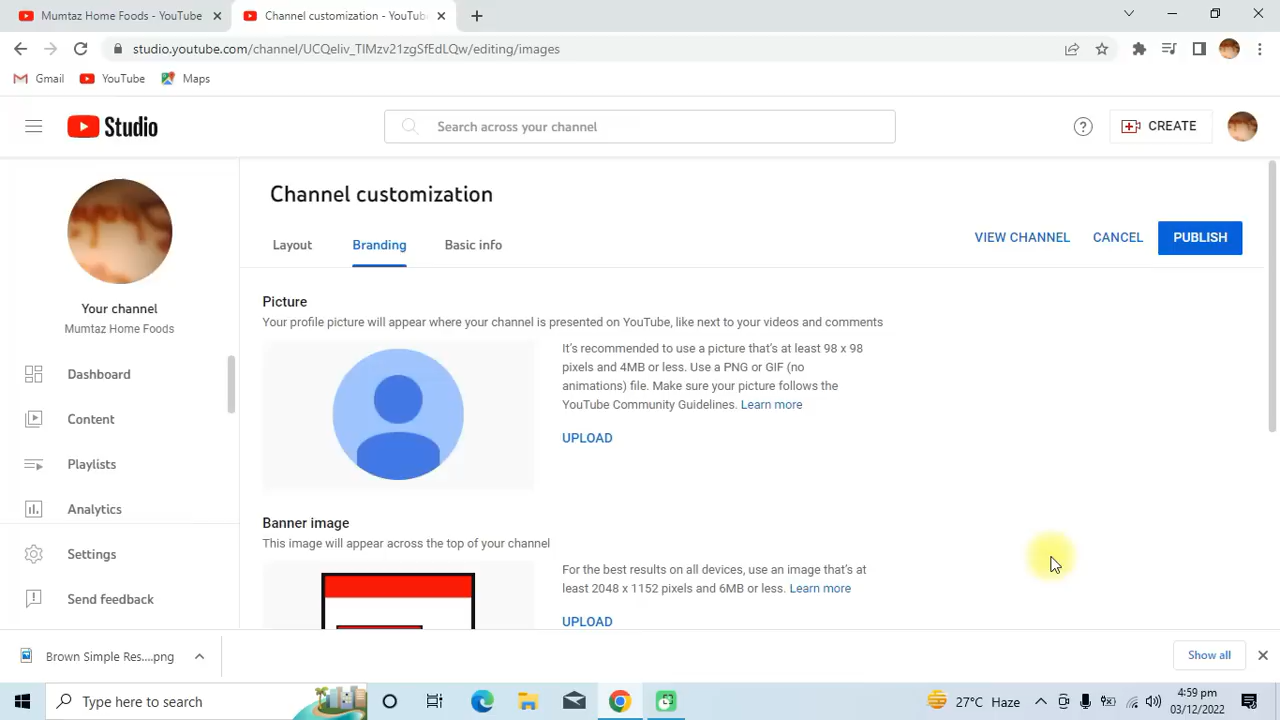 Mumtaz Home Foods - YouTube
Channel customization - YouTub
studio.youtube.com/channel/UCQeliv_TIMzv21zgSfEdLQw/editing/images
Gmail YouTube Maps
Studio
Search across your channel
CREATE
Channel customization
Layout Branding Basic info
VIEW CHANNEL CANCEL PUBLISH
Your channel
Mumtaz Home Foods
Dashboard
Content
Playlists
Analytics
Settings
Send feedback
Picture
Your profile picture will appear where your channel is presented on YouTube, like next to your videos and comments
It's recommended to use a picture that's at least 98 x 98
pixels and 4MB or less. Use a PNG or GIF (no
animations) file. Make sure your picture follows the
YouTube Community Guidelines. Learn more
UPLOAD
Banner image
This image will appear across the top of your channel
For the best results on all devices, use an image that's at
least 2048 x 1152 pixels and 6MB or less. Learn more
UPLOAD
Brown Simple Res....png
Show all
Type here to search
27°C Haze
4:59 pm
03/12/2022